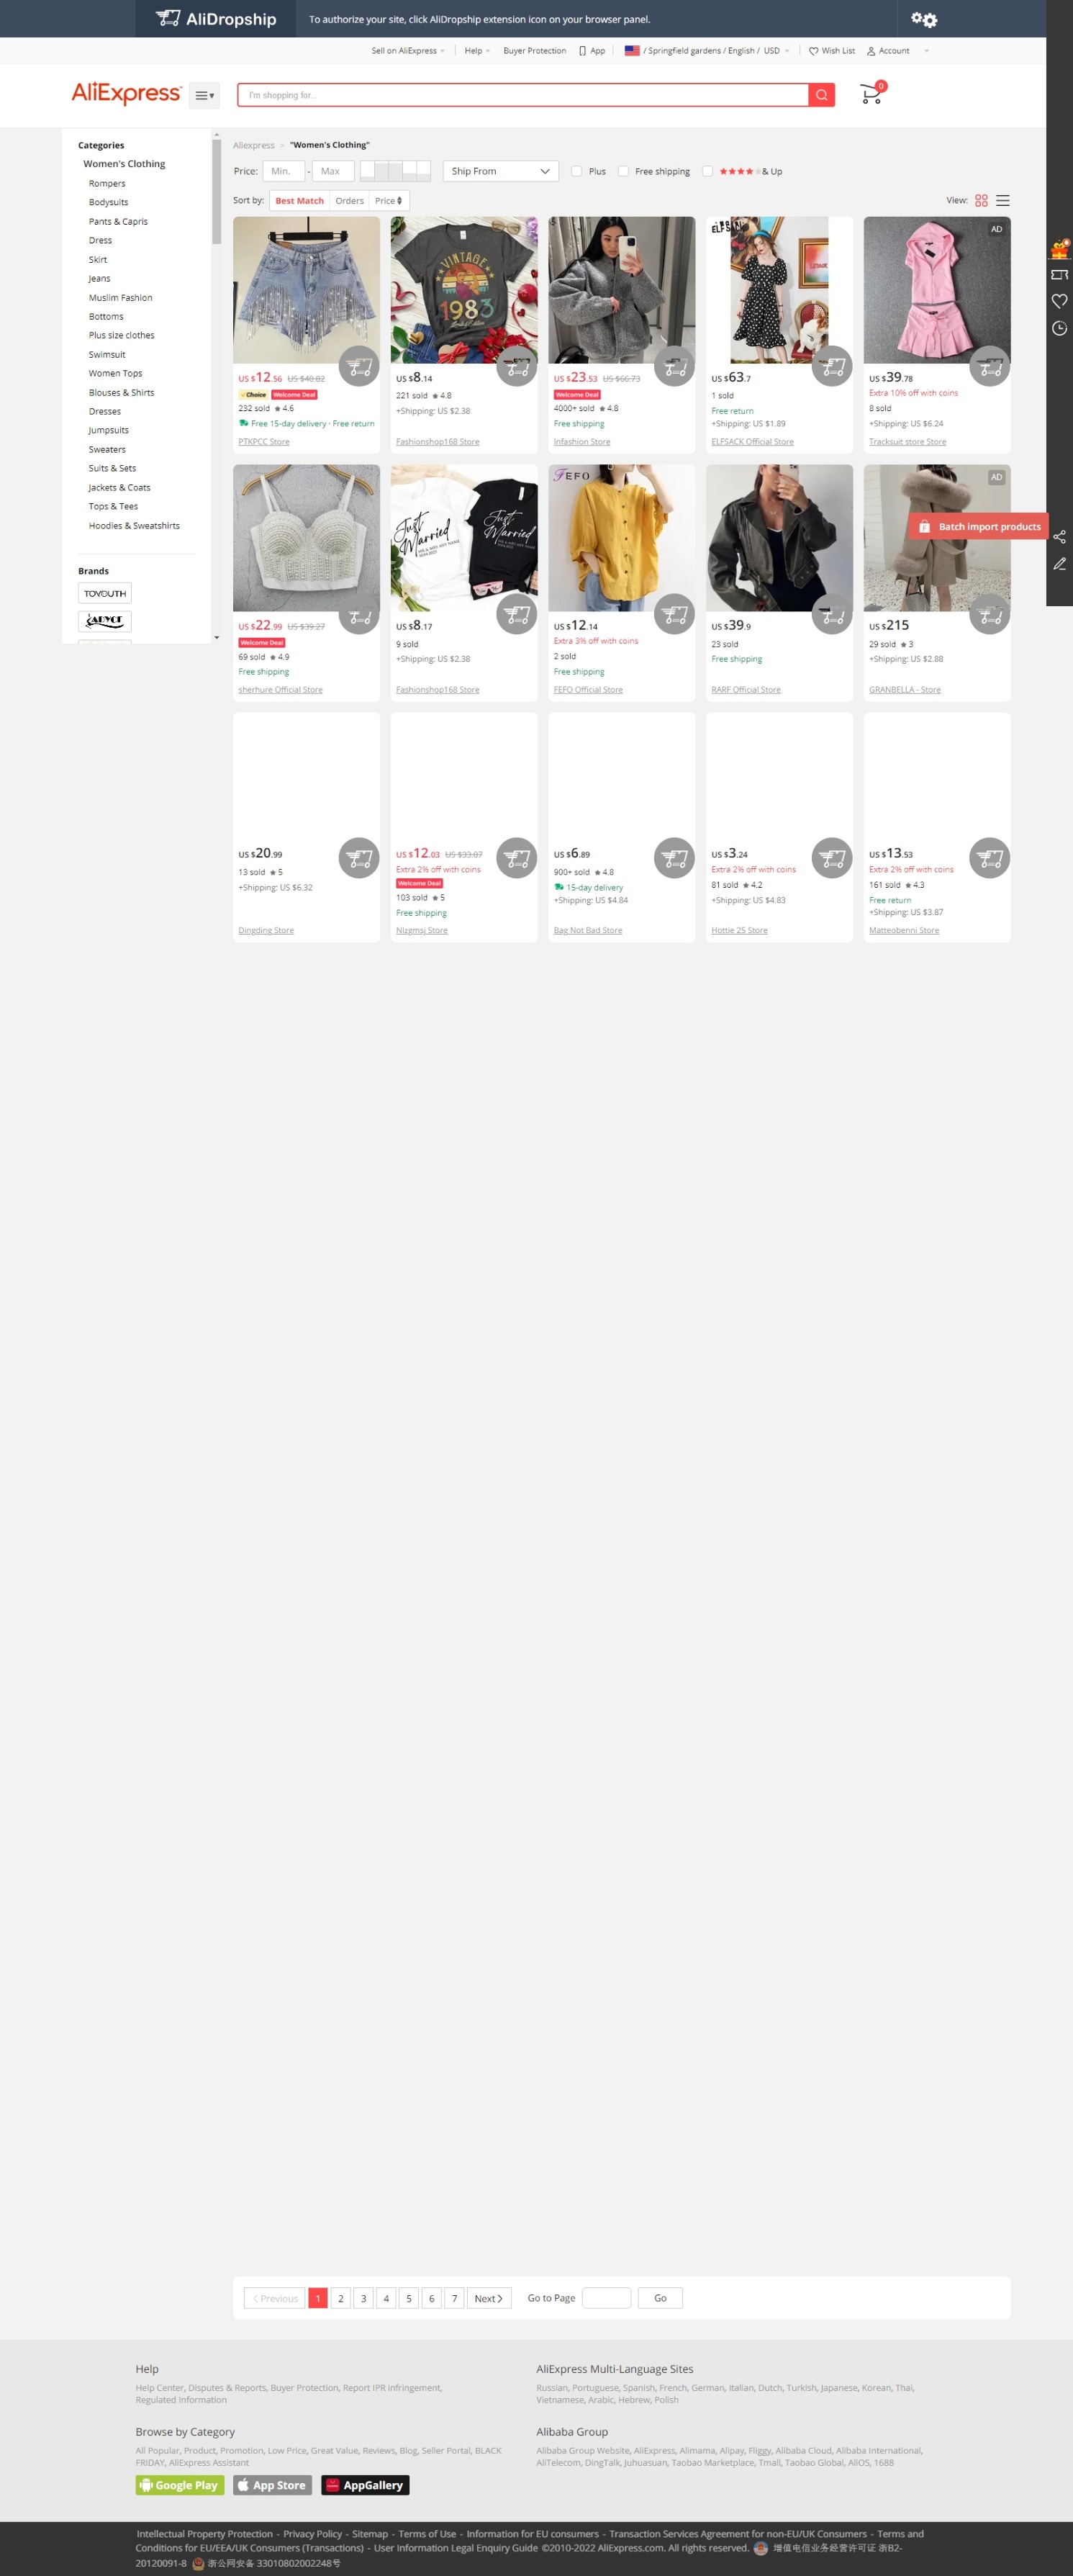 AliDropship
To authorize your site, click AliDropship extension icon on your browser panel.
Sell on AliExpress
Help
Buyer Protection
App
/ Springfield gardens / English / USD
Wish List
Account
AliExpress
I'm shopping for...
0
Categories
Women's Clothing
Rompers
Bodysuits
Pants & Capris
Dress
Skirt
Jeans
Muslim Fashion
Bottoms
Plus size clothes
Swimsuit
Women Tops
Blouses & Shirts
Dresses
Jumpsuits
Sweaters
Suits & Sets
Jackets & Coats
Tops & Tees
Hoodies & Sweatshirts
Brands
TOYOUTH
Aliexpress > "Women's Clothing"
Price: Min. - Max
Ship From
Plus
Free shipping
& Up
Sort by: Best Match Orders Price
View:
VINTAGE
1983
US $12.56 US $40.02
Choice Welcome Deal
232 sold ★ 4.6
Free 15-day delivery · Free return
PTKPCC Store
US $8.14
221 sold ★ 4.8
+Shipping: US $2.38
Fashionshop168 Store
US $23.53 US $66.73
Welcome Deal
4000+ sold ★ 4.8
Free shipping
Infashion Store
US $63.7
1 sold
Free return
+Shipping: US $1.89
ELFSACK Official Store
AD
US $39.78
Extra 10% off with coins
8 sold
+Shipping: US $6.24
Tracksuit store Store
US $22.99 US $39.27
Welcome Deal
69 sold ★ 4.9
Free shipping
sherhure Official Store
Just Married
Just Married
US $8.17
9 sold
+Shipping: US $2.38
Fashionshop168 Store
FEFO
US $12.14
Extra 3% off with coins
2 sold
Free shipping
FEFO Official Store
US $39.9
23 sold
Free shipping
RARF Official Store
AD
Batch import products
US $215
29 sold ★ 3
+Shipping: US $2.88
GRANBELLA - Store
US $20.99
13 sold ★ 5
+Shipping: US $6.32
Dingding Store
US $12.03 US $33.07
Extra 2% off with coins
Welcome Deal
103 sold ★ 5
Free shipping
Nlzgmsj Store
US $6.89
900+ sold ★ 4.8
15-day delivery
+Shipping: US $4.84
Bag Not Bad Store
US $3.24
Extra 2% off with coins
81 sold ★ 4.2
+Shipping: US $4.83
Hottie 25 Store
US $13.53
Extra 2% off with coins
161 sold ★ 4.3
Free return
+Shipping: US $3.87
Matteobenni Store
Previous 1 2 3 4 5 6 7 Next
Go to Page
Go
Help
Help Center, Disputes & Reports, Buyer Protection, Report IPR infringement,
Regulated Information
AliExpress Multi-Language Sites
Russian, Portuguese, Spanish, French, German, Italian, Dutch, Turkish, Japanese, Korean, Thai,
Vietnamese, Arabic, Hebrew, Polish
Browse by Category
All Popular, Product, Promotion, Low Price, Great Value, Reviews, Blog, Seller Portal, BLACK
FRIDAY, AliExpress Assistant
Alibaba Group
Alibaba Group Website, AliExpress, Alimama, Alipay, Fliggy, Alibaba Cloud, Alibaba International,
AliTelecom, DingTalk, Juhuasuan, Taobao Marketplace, Tmall, Taobao Global, AliOS, 1688
Google Play
App Store
AppGallery
Intellectual Property Protection - Privacy Policy - Sitemap - Terms of Use - Information for EU consumers - Transaction Services Agreement for non-EU/UK Consumers - Terms and
Conditions for EU/EEA/UK Consumers (Transactions) - User Information Legal Enquiry Guide ©2010-2022 AliExpress.com. All rights reserved. 增值电信业务经营许可证 浙B2-
20120091-8 浙公网安备 33010802002248号